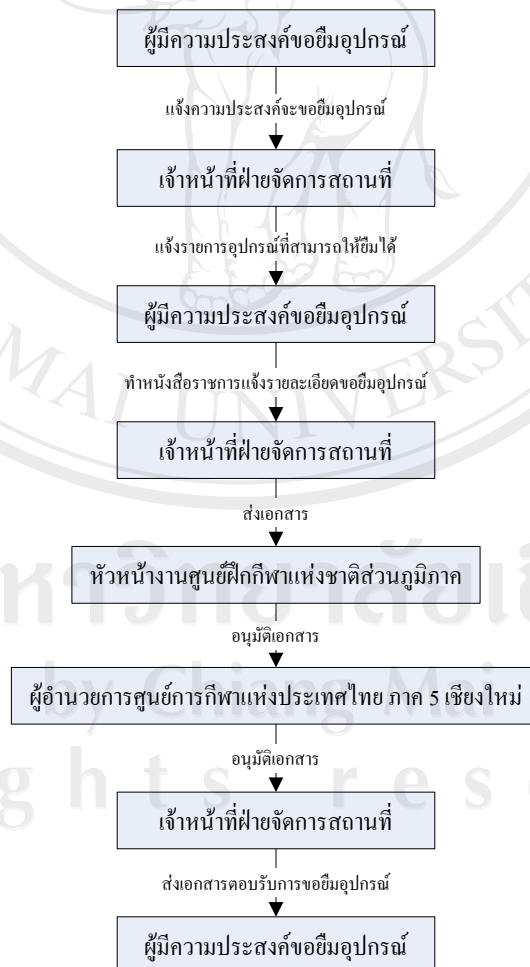 ผู้มีความประสงค์ขอยืมอุปกรณ์
แจ้งความประสงค์จะขอยืมอุปกรณ์
เจ้าหน้าที่ฝ่ายจัดการสถานที่
แจ้งรายการอุปกรณ์ที่สามารถให้ยืมได้
ผู้มีความประสงค์ขอยืมอุปกรณ์
ทำหนังสือราชการแจ้งรายละเอียดขอยืมอุปกรณ์
MAI UNIVERSIT
เจ้าหน้าที่ฝ่ายจัดการสถานที่
ส่งเอกสาร
หัวหน้างานศูนย์ฝึกกีฬาแห่งชาติส่วนภูมิภาค
อนุมัติเอกสาร
by Chiang Mai
ผู้อำนวยการศูนย์การกีฬาแห่งประเทศไทย ภาค 5 เชียงใหม่
อนุมัติเอกสาร
ghts res
เจ้าหน้าที่ฝ่ายจัดการสถานที่
ส่งเอกสารตอบรับการขอยืมอุปกรณ์
ผู้มีความประสงค์ขอยืมอุปกรณ์